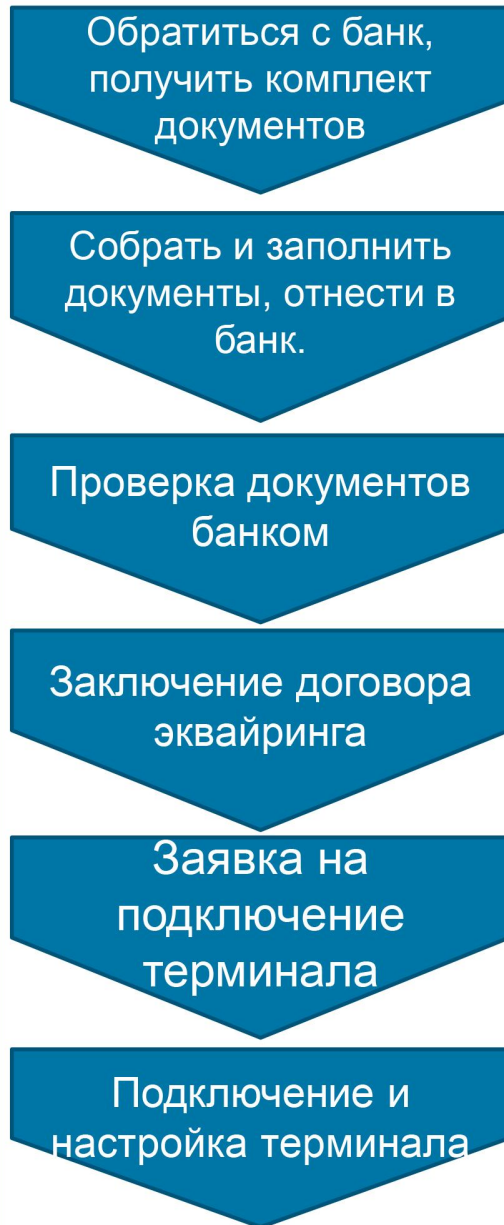 Обратиться с банк,
получить комплект
документов
Собрать и заполнить
документы, отнести в
банк.
Проверка документов
банком
Заключение договора
эквайринга
Заявка на
подключение
терминала
Подключение и
настройка терминала